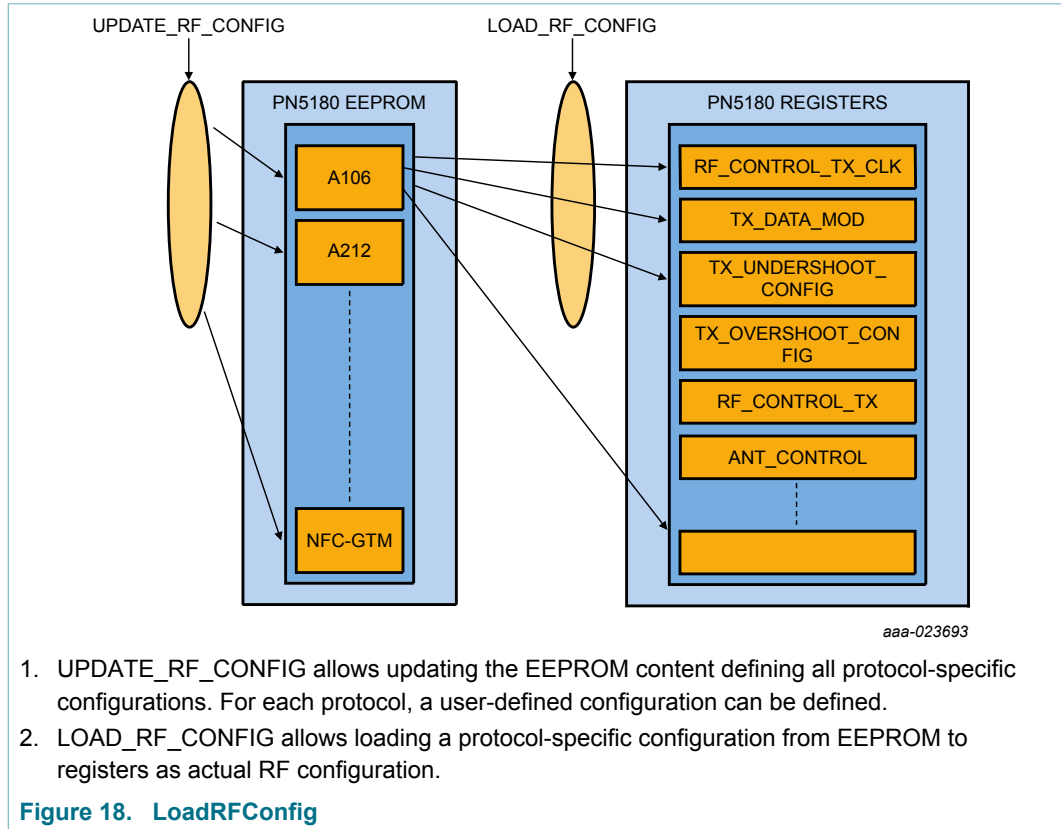 UPDATE_RF_CONFIG
LOAD_RF_CONFIG
PN5180 EEPROM
A106
A212
NFC-GTM
PN5180 REGISTERS
RF_CONTROL_TX_CLK
TX_DATA_MOD
TX_UNDERSHOOT_
CONFIG
TX_OVERSHOOT_CON
FIG
RF_CONTROL_TX
ANT_CONTROL
aaa-023693
1. UPDATE_RF_CONFIG allows updating the EEPROM content defining all protocol-specific
configurations. For each protocol, a user-defined configuration can be defined.
2. LOAD_RF_CONFIG allows loading a protocol-specific configuration from EEPROM to
registers as actual RF configuration.
Figure 18. LoadRFConfig